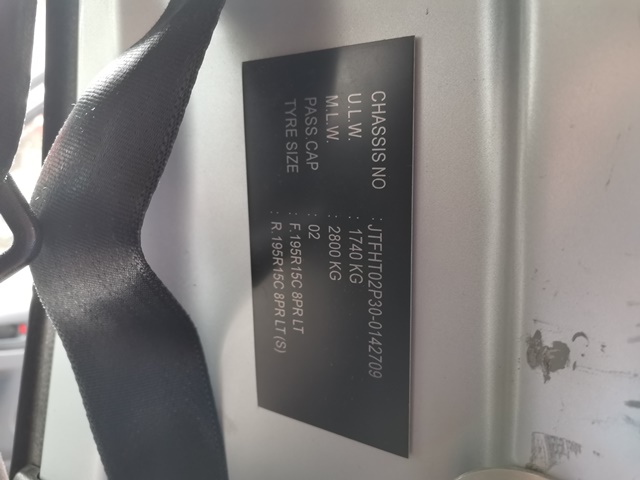 CHASSIS NO : JTFHT02P30-0142709
U.L.W. : 1740 KG
M.L.W. : 2800 KG
PASS.CAP : 02
TYRE SIZE : F.195R15C 8PR LT
: R.195R15C 8PR LT (S)